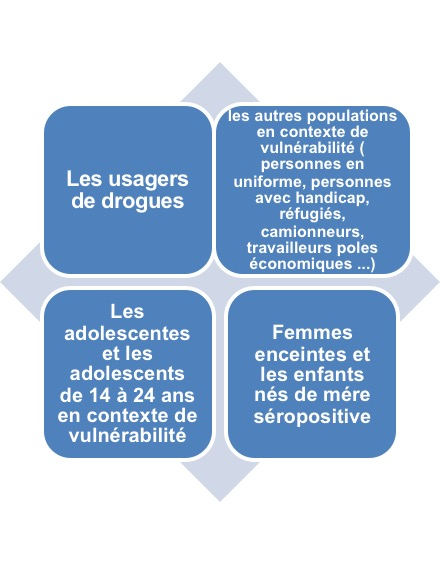 Les usagers
de drogues
les autres populations
en contexte de
vulnérabilité (
personnes en
uniforme, personnes
avec handicap,
réfugiés,
camionneurs,
travailleurs poles
économiques ...)
Les
adolescentes
et les
adolescents
de 14 à 24 ans
en contexte de
vulnérabilité
Femmes
enceintes et
les enfants
nés de mére
séropositive